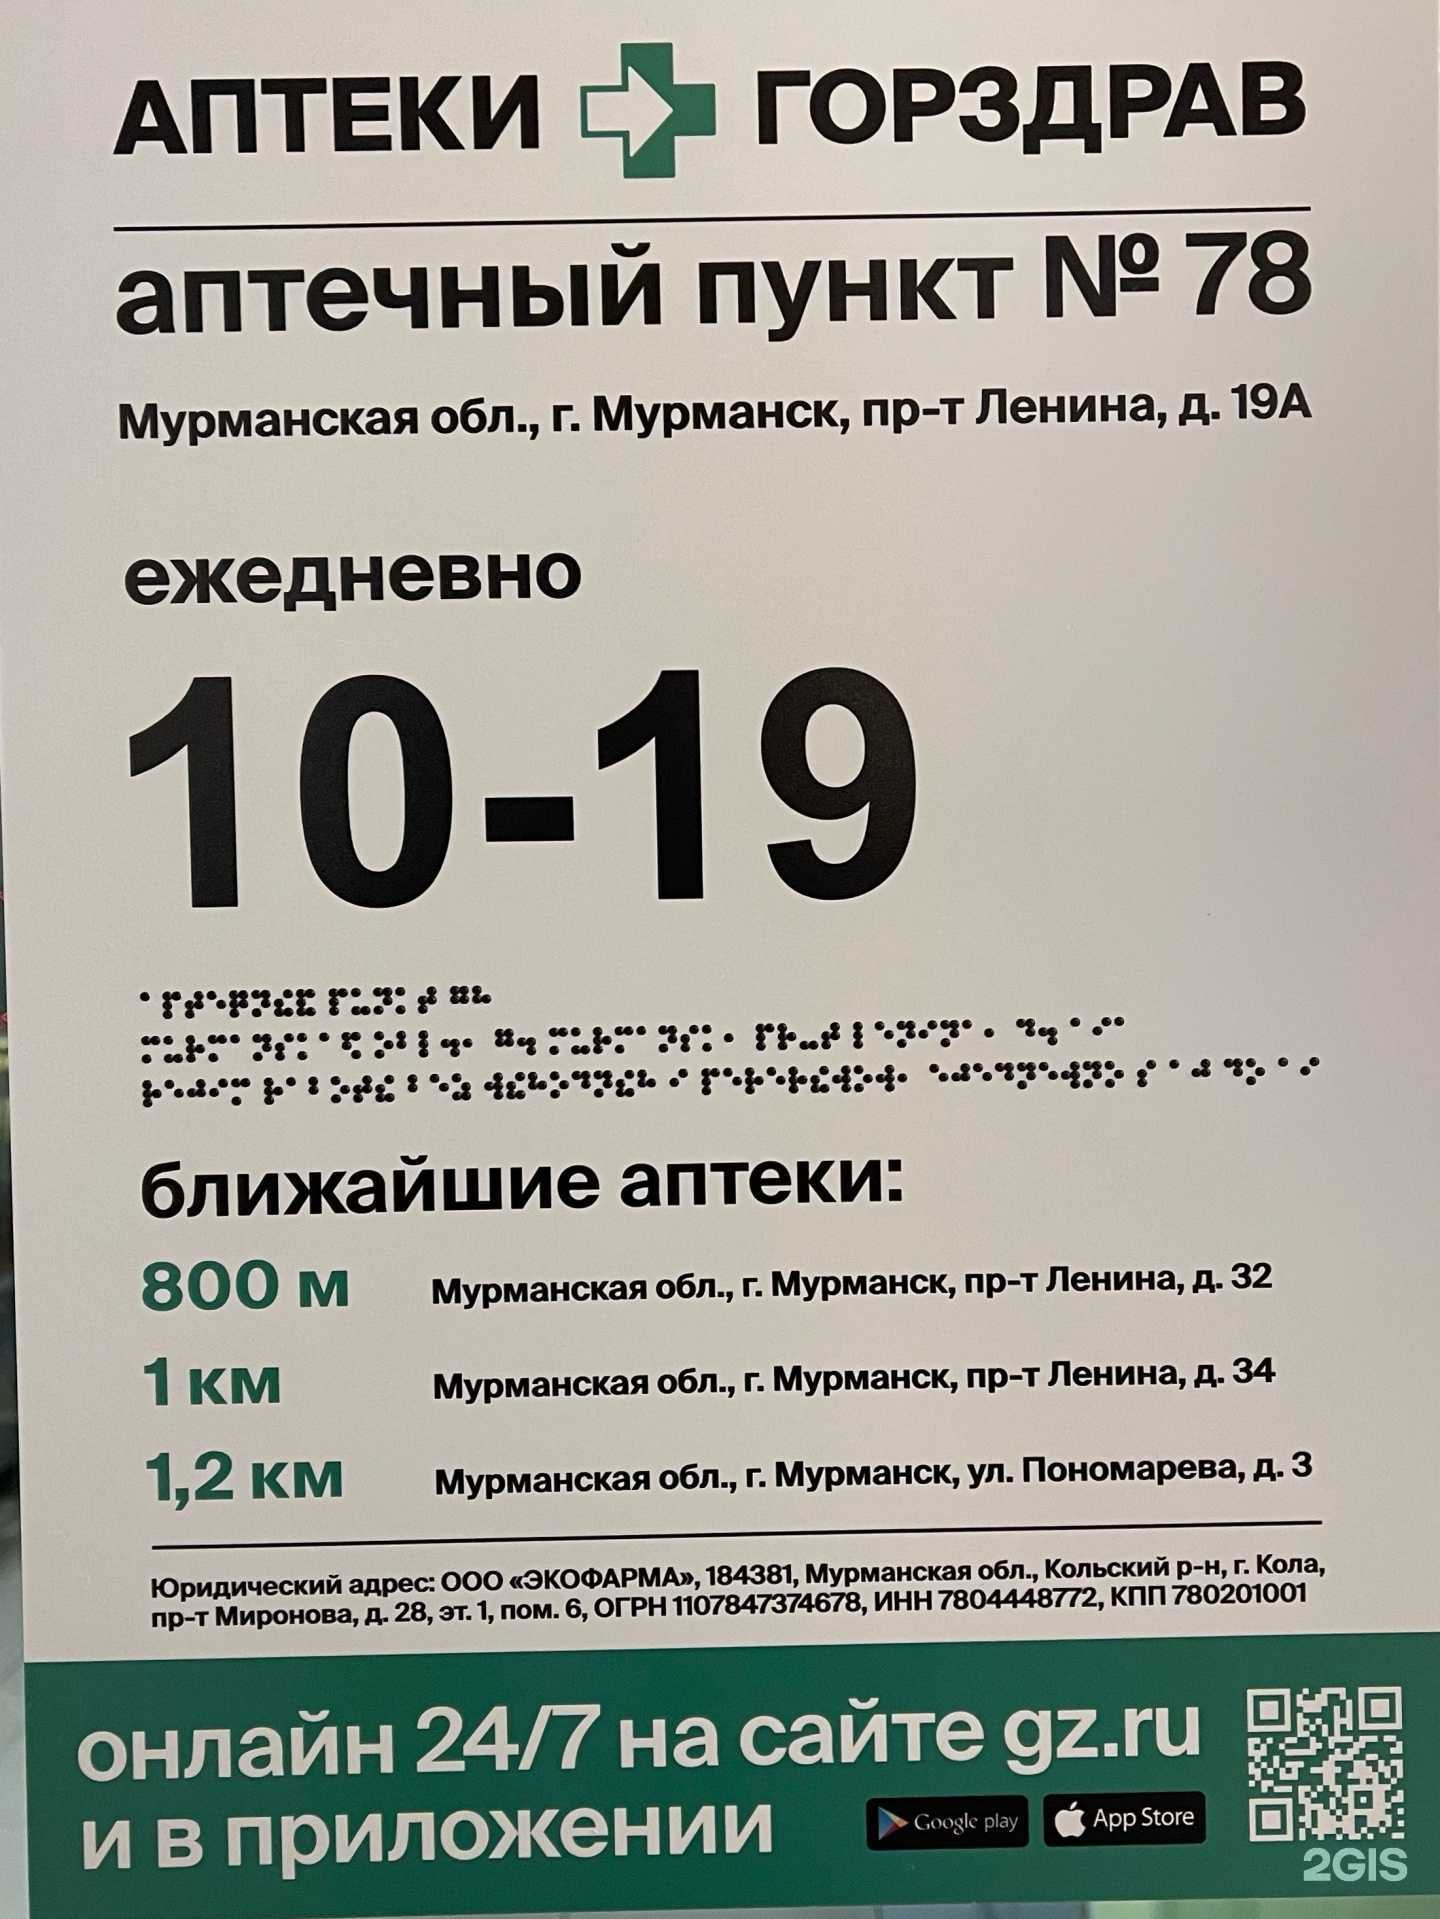 АПТЕКИ ГОРЗДРАВ
аптечный пункт № 78
Мурманская обл., г. Мурманск, пр-т Ленина, д. 19А
ежедневно
10-19
ближайшие аптеки:
800 м Мурманская обл., г. Мурманск, пр-т Ленина, д. 32
1 км Мурманская обл., г. Мурманск, пр-т Ленина, д. 34
1,2 км Мурманская обл., г. Мурманск, ул. Пономарева, д. 3
Юридический адрес: ООО «ЭКОФАРМА», 184381, Мурманская обл., Кольский р-н, г. Кола,
пр-т Миронова, д. 28, эт. 1, пом. 6, ОГРН 1107847374678, ИНН 7804448772, КПП 780201001
онлайн 24/7 на сайте gz.ru
и в приложении
Google play App Store
2GIS